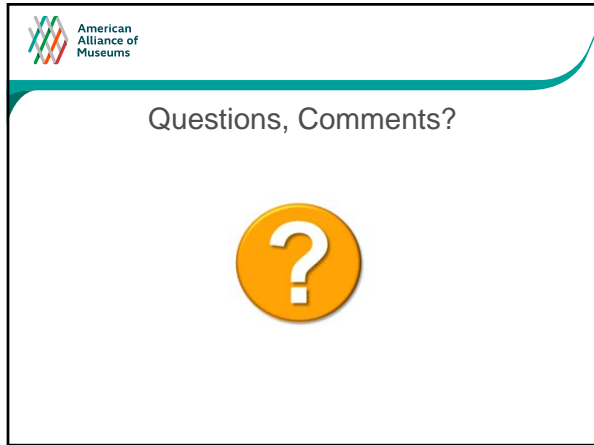 American
Alliance of
Museums
Questions, Comments?
?